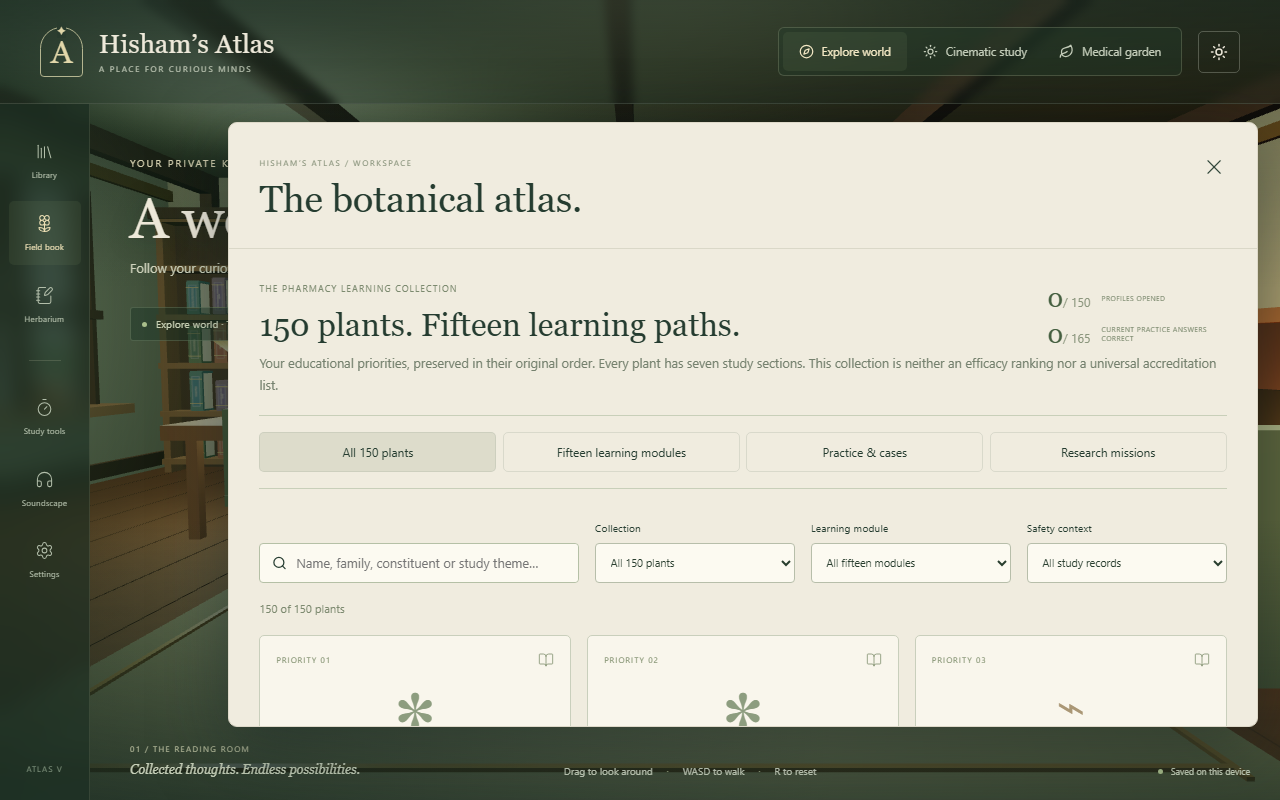 A
Hisham's Atlas
A PLACE FOR CURIOUS MINDS
Explore world
Cinematic study
Medical garden
Library
Field book
Herbarium
Study tools
Soundscape
Settings
ATLAS V
YOUR PRIVATE K
A wo
Follow your curio
Explore world ·
HISHAM'S ATLAS / WORKSPACE
The botanical atlas.
THE PHARMACY LEARNING COLLECTION
150 plants. Fifteen learning paths.
0/ 150 PROFILES OPENED
0/ 165 CURRENT PRACTICE ANSWERS
CORRECT
Your educational priorities, preserved in their original order. Every plant has seven study sections. This collection is neither an efficacy ranking nor a universal accreditation
list.
All 150 plants
Fifteen learning modules
Practice & cases
Research missions
Collection
Learning module
Safety context
Name, family, constituent or study theme...
All 150 plants
All fifteen modules
All study records
150 of 150 plants
PRIORITY 01
PRIORITY 02
PRIORITY 03
01 / THE READING ROOM
Collected thoughts. Endless possibilities.
Drag to look around · WASD to walk · R to reset
Saved on this device